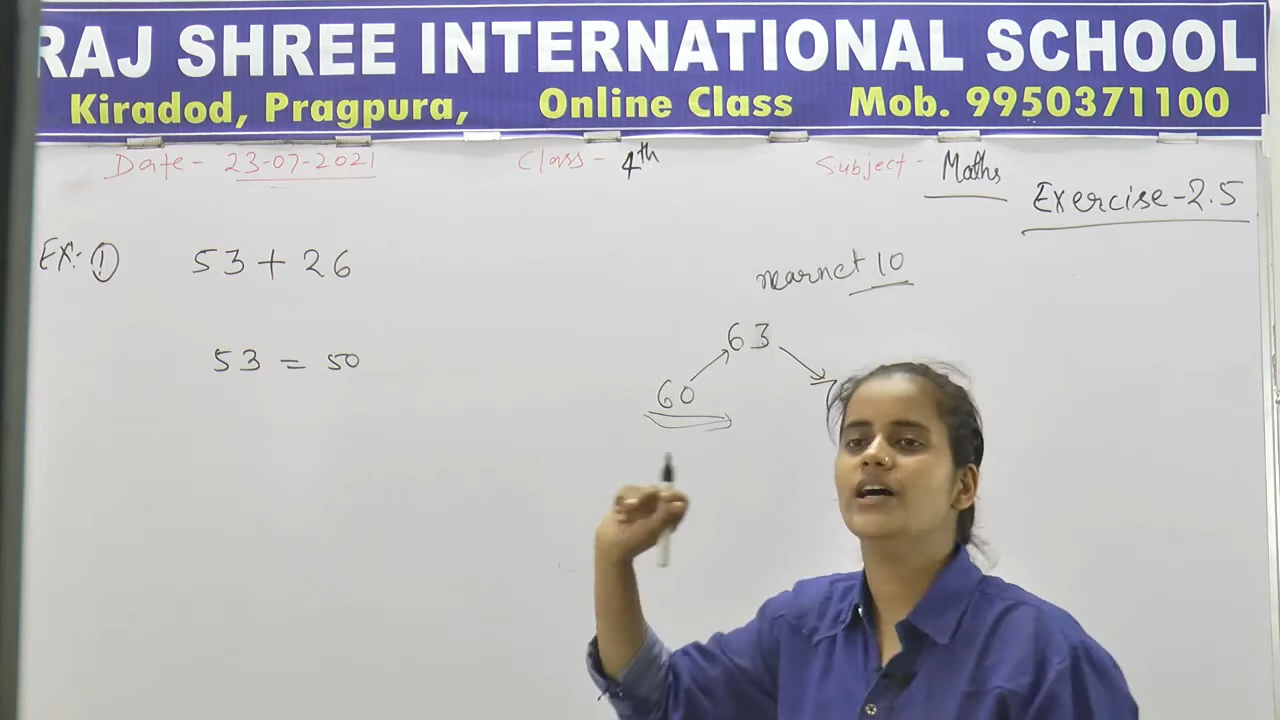 RAJ SHREE INTERNATIONAL SCHOOL
Kiradod, Pragpura, Online Class Mob. 9950371100
Date - 23-07-2021 Class - 4th Subject - Maths
Exercise-2.5
Ex: ① 53 + 26
nearnet 10
63
53 = 50
60